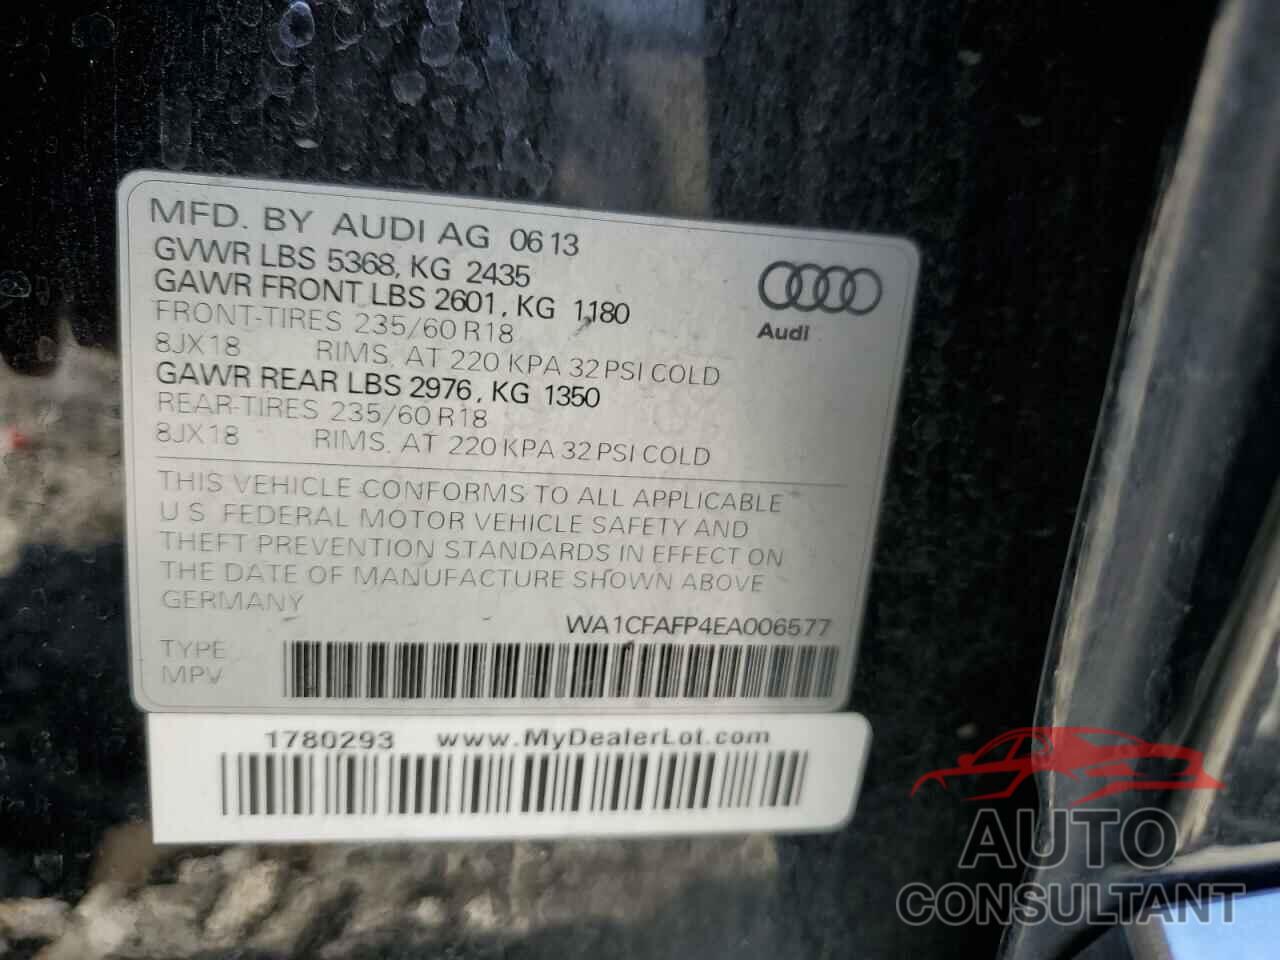 MFD. BY AUDI AG 0613
GVWR LBS 5368, KG 2435
GAWR FRONT LBS 2601, KG 1180
FRONT-TIRES 235/60 R18
8JX18 RIMS. AT 220 KPA 32 PSI COLD
GAWR REAR LBS 2976, KG 1350
REAR-TIRES 235/60 R18
8JX18 RIMS. AT 220 KPA 32 PSI COLD
Audi
THIS VEHICLE CONFORMS TO ALL APPLICABLE
U S FEDERAL MOTOR VEHICLE SAFETY AND
THEFT PREVENTION STANDARDS IN EFFECT ON
THE DATE OF MANUFACTURE SHOWN ABOVE
GERMANY
WA1CFAFP4EA006577
TYPE
MPV
1780293 www.MyDealerLot.com
AUTO
CONSULTANT